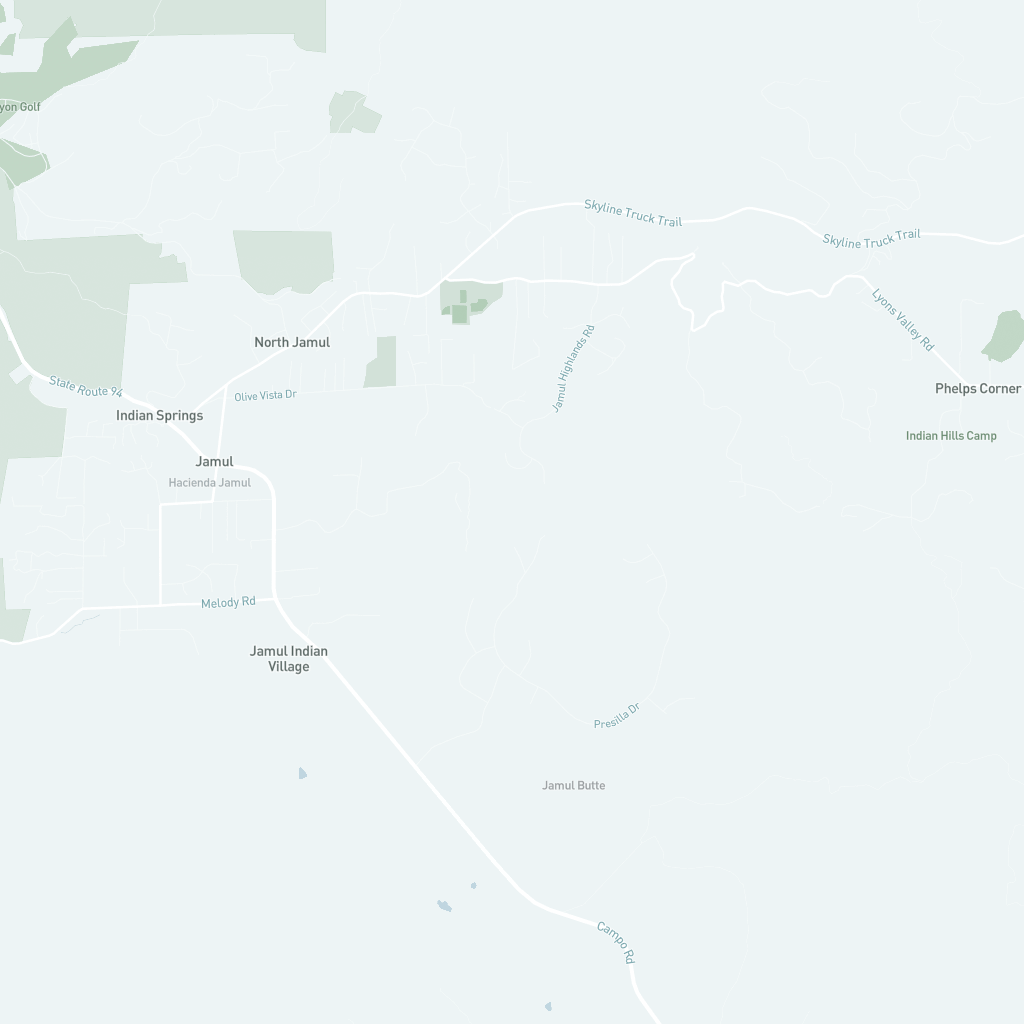 yon Golf
Skyline Truck Trail
Skyline Truck Trail
Lyons Valley Rd
North Jamul
Jamul Highlands Rd
State Route 94
Olive Vista Dr
Phelps Corner
Indian Springs
Indian Hills Camp
Jamul
Hacienda Jamul
Melody Rd
Jamul Indian
Village
Presilla Dr
Jamul Butte
Campo Rd